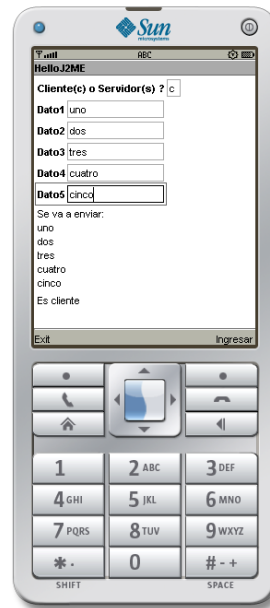 Sun
microsystems
ABC
HelloJ2ME
Cliente(c) o Servidor(s) ? c
Dato1 uno
Dato2 dos
Dato3 tres
Dato4 cuatro
Dato5 cinco
Se va a enviar:
uno
dos
tres
cuatro
cinco
Es cliente
Exit Ingresar
1 2 ABC 3 DEF
4 GHI 5 JKL 6 MNO
7 PQRS 8 TUV 9 WXYZ
* . 0 # - +
SHIFT SPACE